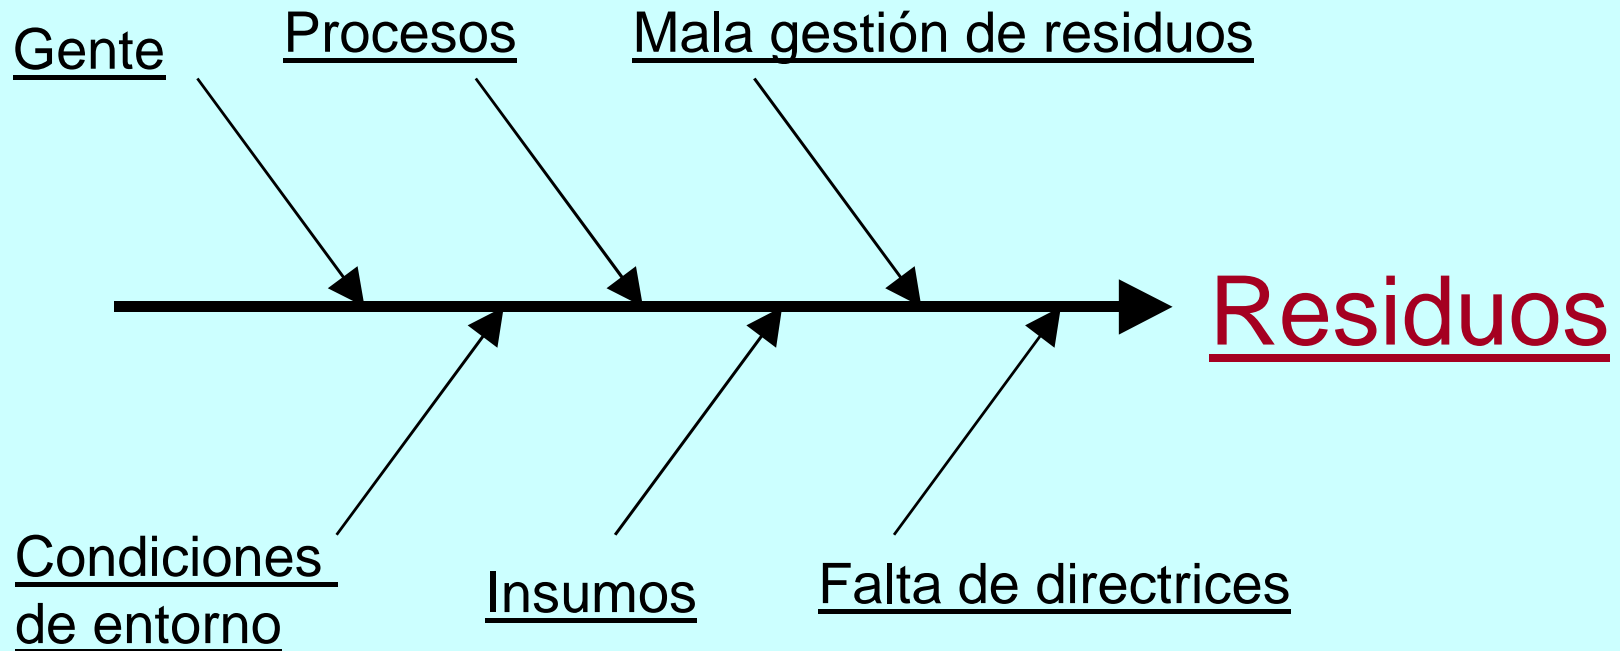 Gente
Procesos
Mala gestión de residuos
Residuos
Condiciones
de entorno
Insumos
Falta de directrices